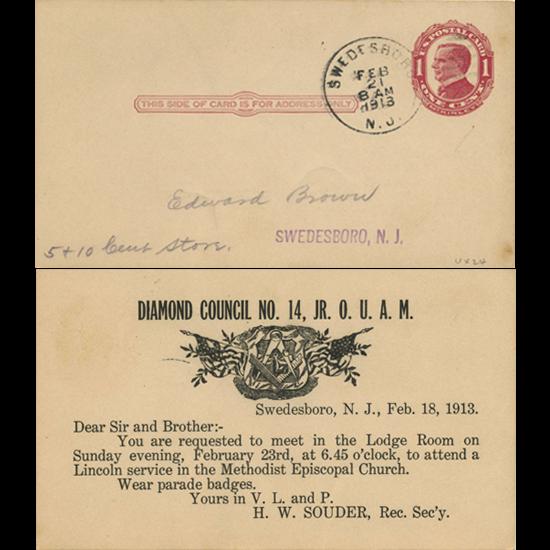 U.S. POSTAL CARD
1 1
ONE CENT
MCKINLEY
SWEDESBORO
FEB
21
8 AM
1913
N. J.
THIS SIDE OF CARD IS FOR ADDRESS ONLY
Edward Brown
SWEDESBORO, N. J.
5 + 10 Cent Store.
UX24
DIAMOND COUNCIL NO. 14, JR. O. U. A. M.
Swedesboro, N. J., Feb. 18, 1913.
Dear Sir and Brother:-
You are requested to meet in the Lodge Room on
Sunday evening, February 23rd, at 6.45 o'clock, to attend a
Lincoln service in the Methodist Episcopal Church.
Wear parade badges.
Yours in V. L. and P.
H. W. SOUDER, Rec. Sec'y.